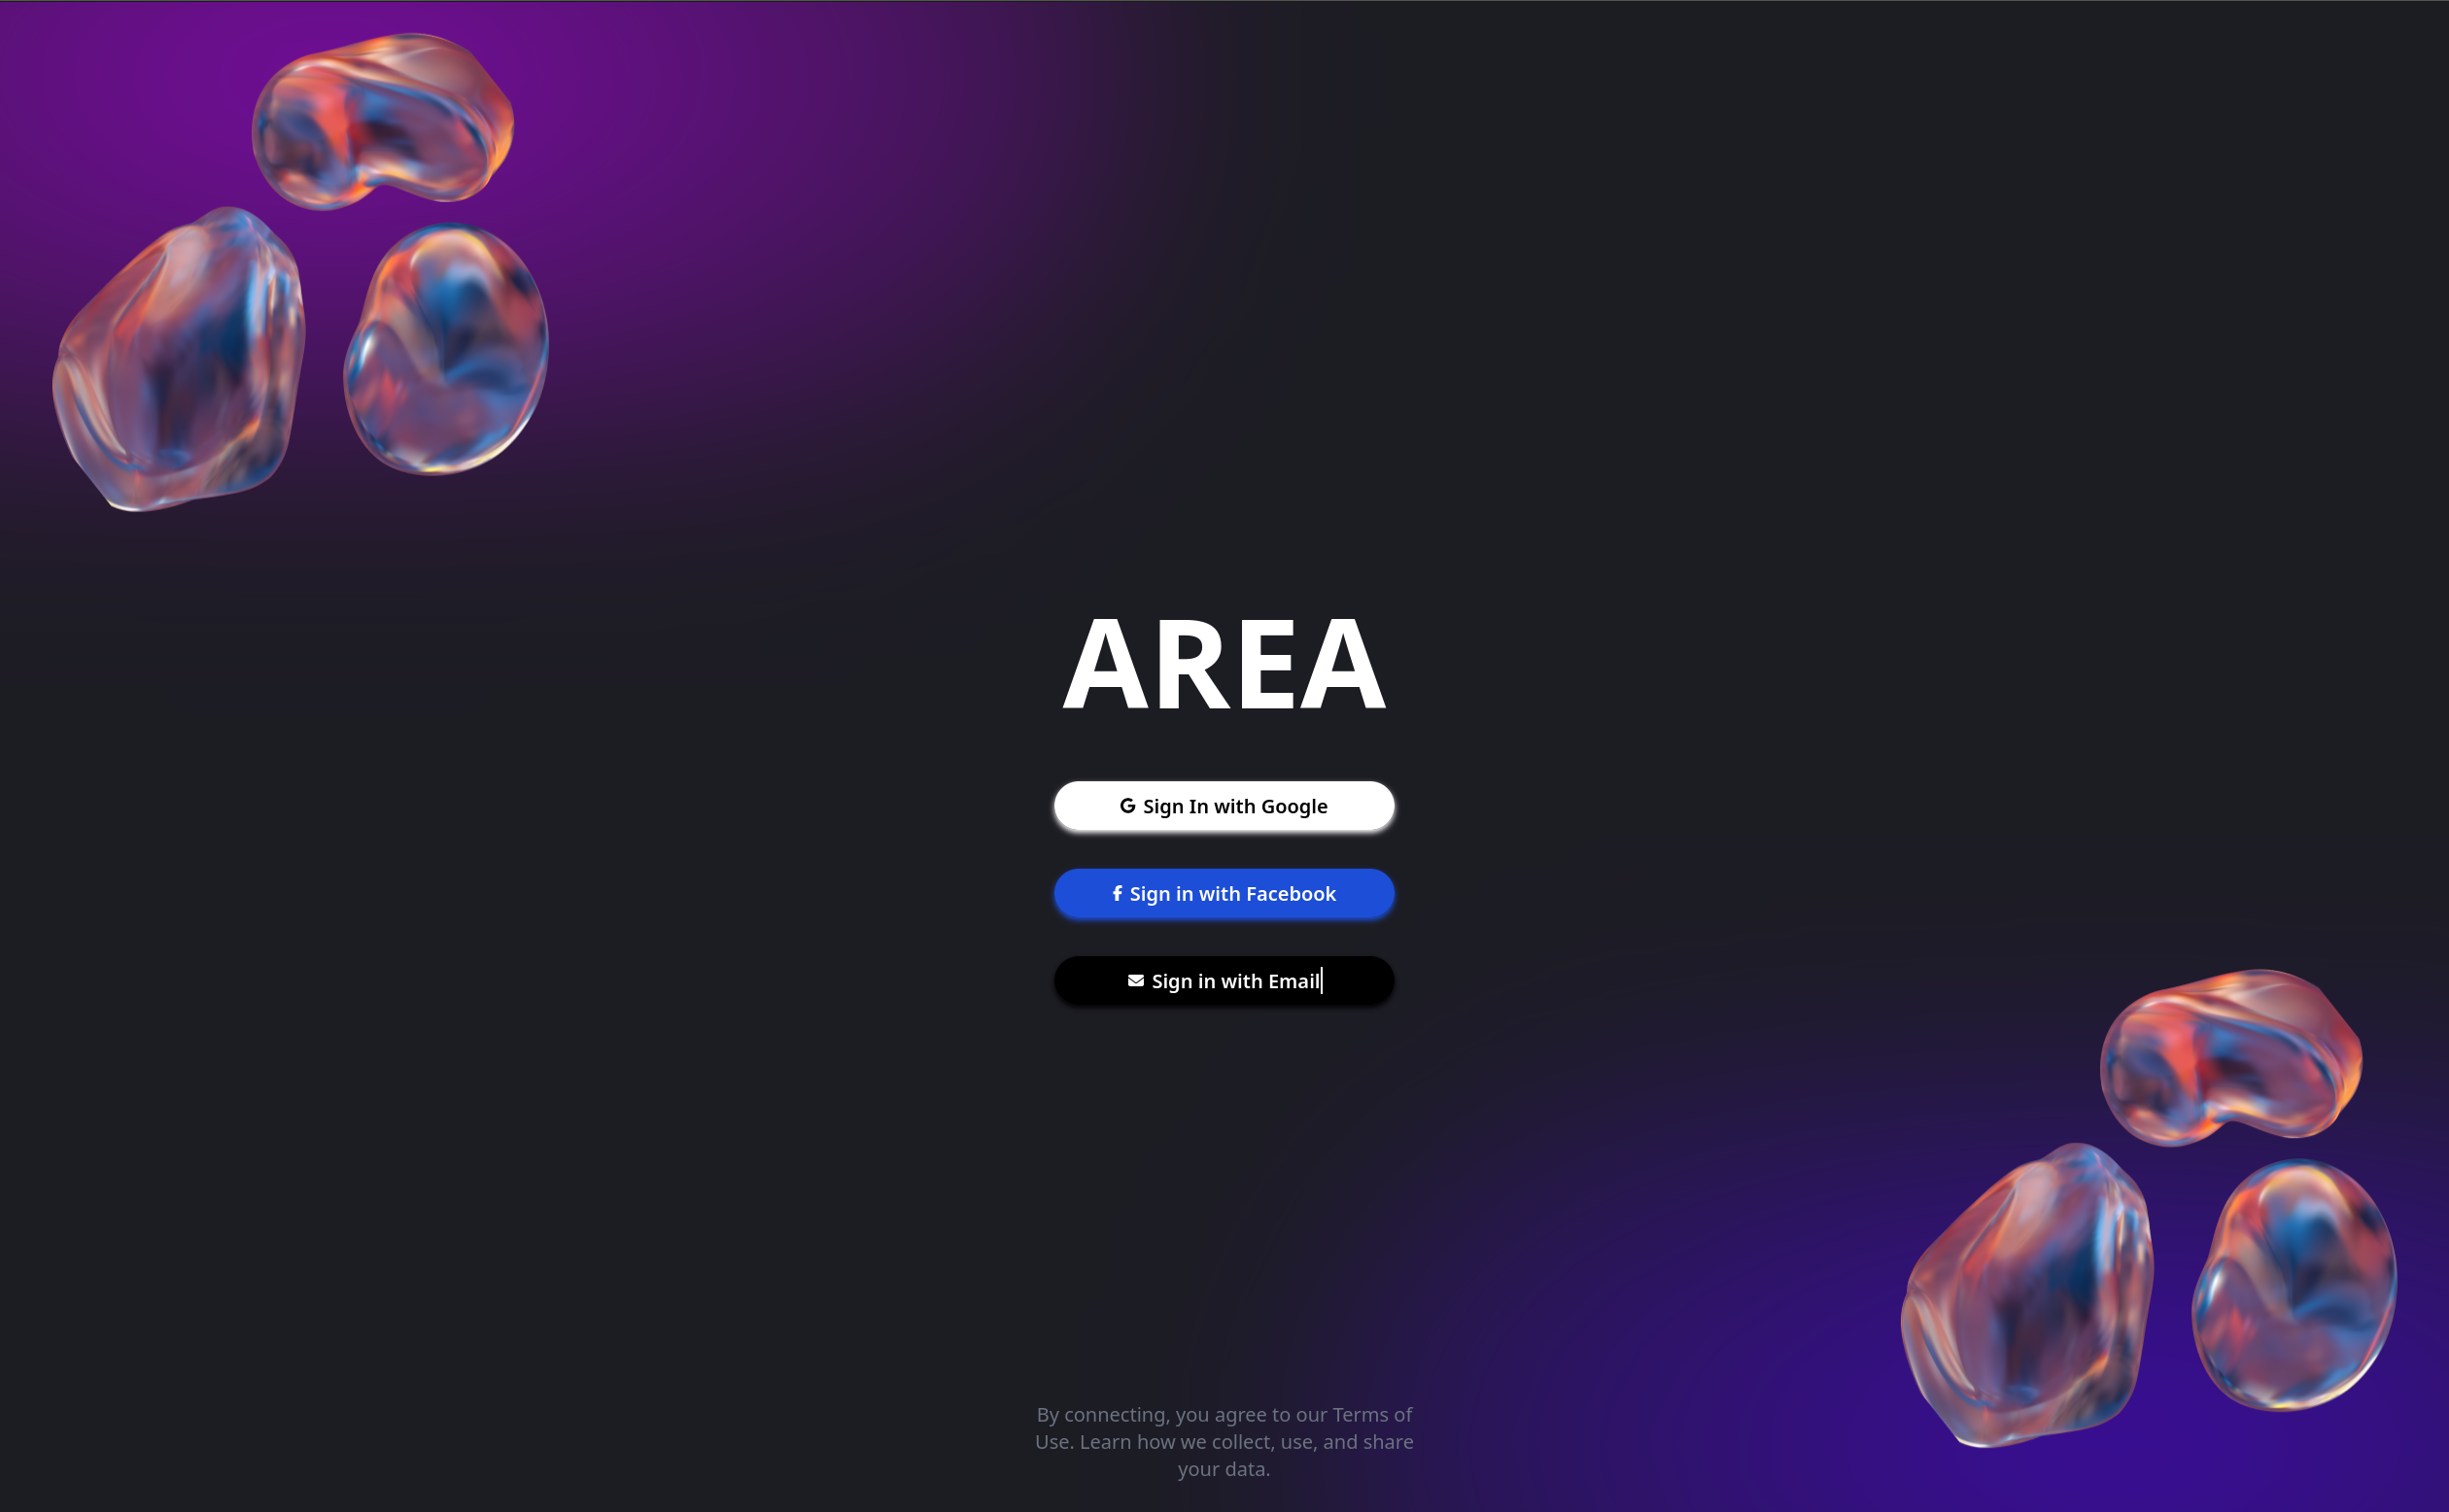 AREA
Sign In with Google
Sign in with Facebook
Sign in with Email
By connecting, you agree to our Terms of
Use. Learn how we collect, use, and share
your data.